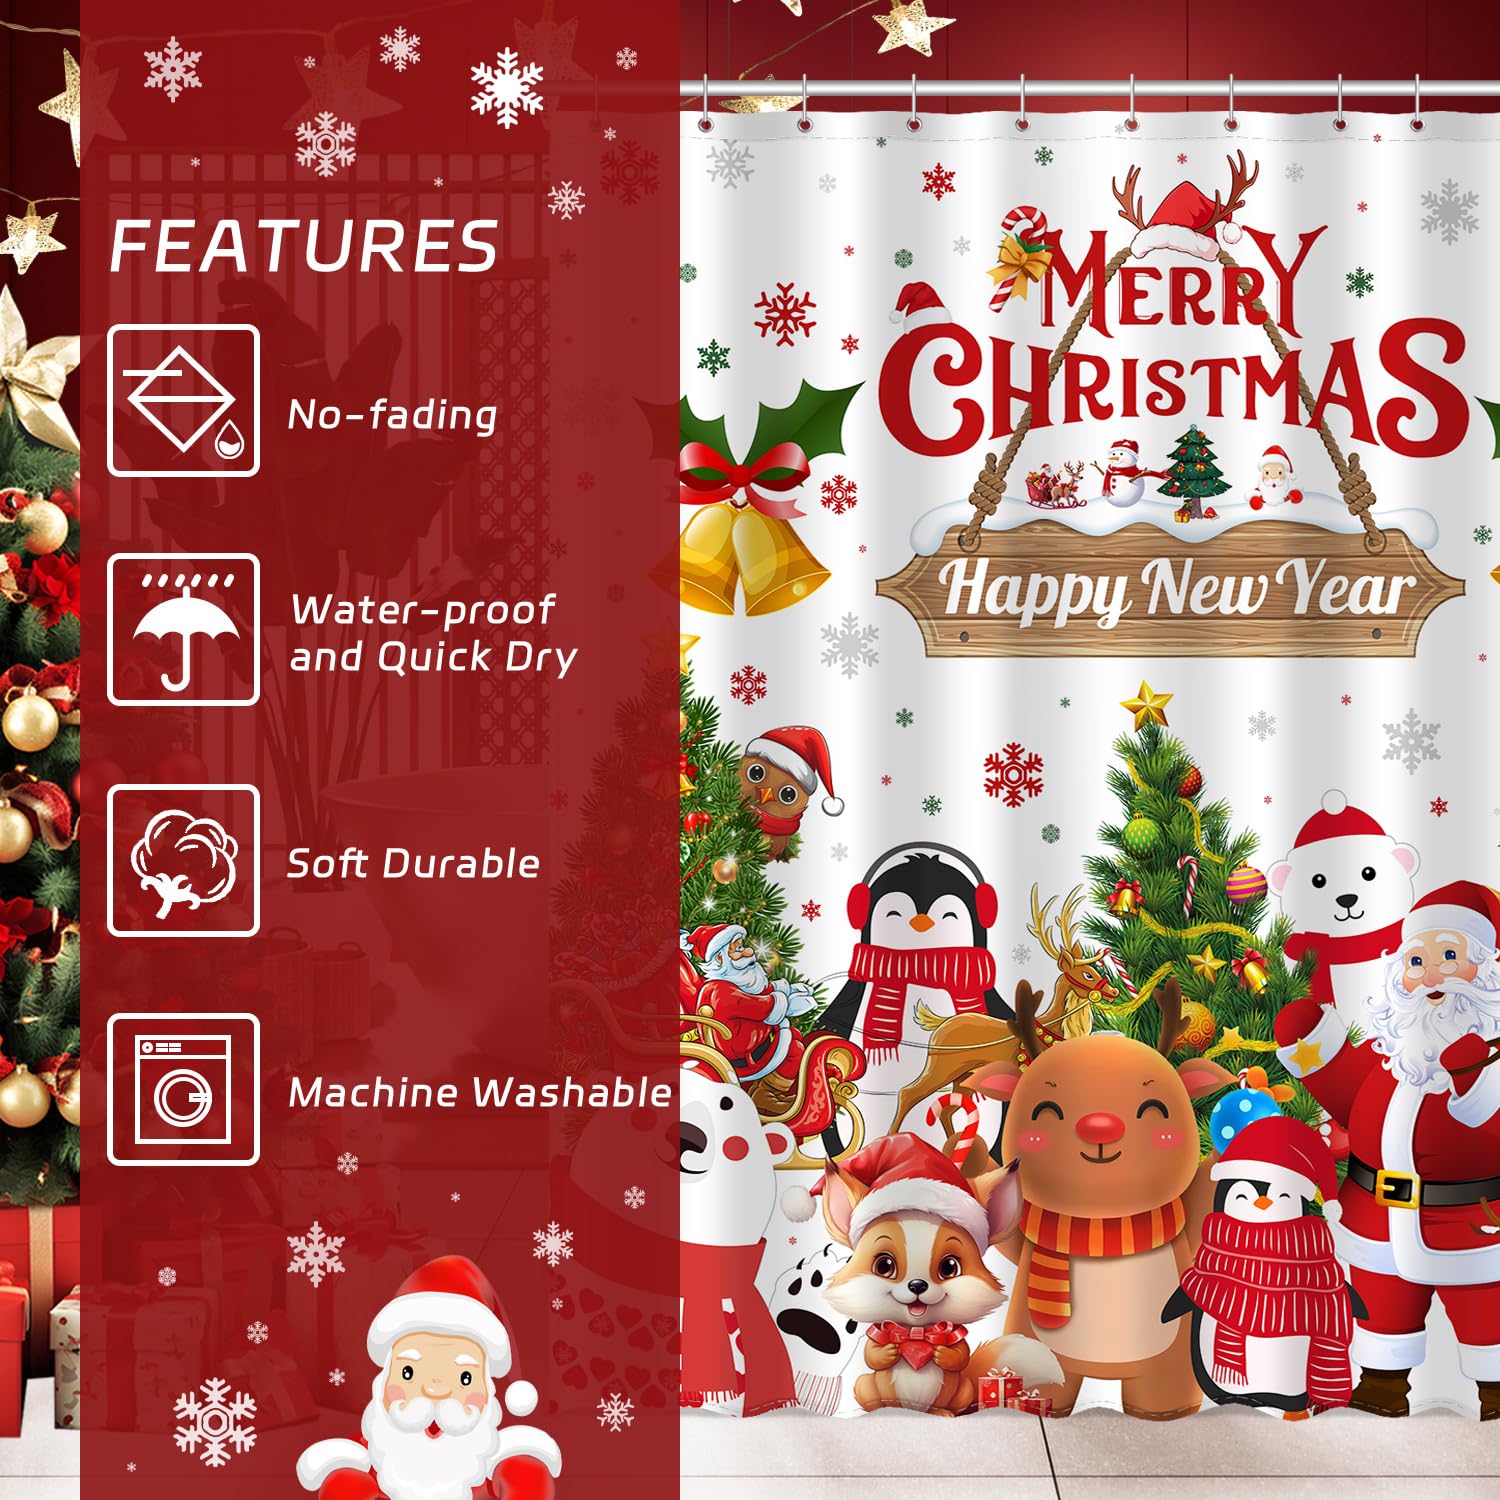 FEATURES
No-fading
Water-proof
and Quick Dry
Soft Durable
Machine Washable
MERRY
CHRISTMAS
Happy New Year